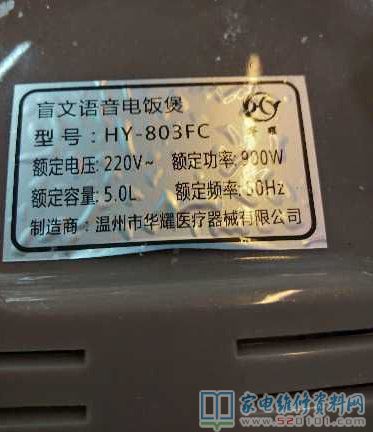 盲文语音电饭煲
型号:HY-803FC
华耀
额定电压:220V~ 额定功率:900W
额定容量:5.0L 额定频率:50Hz
制造商:温州市华耀医疗器械有限公司
家电维修资料网
www.520101.com